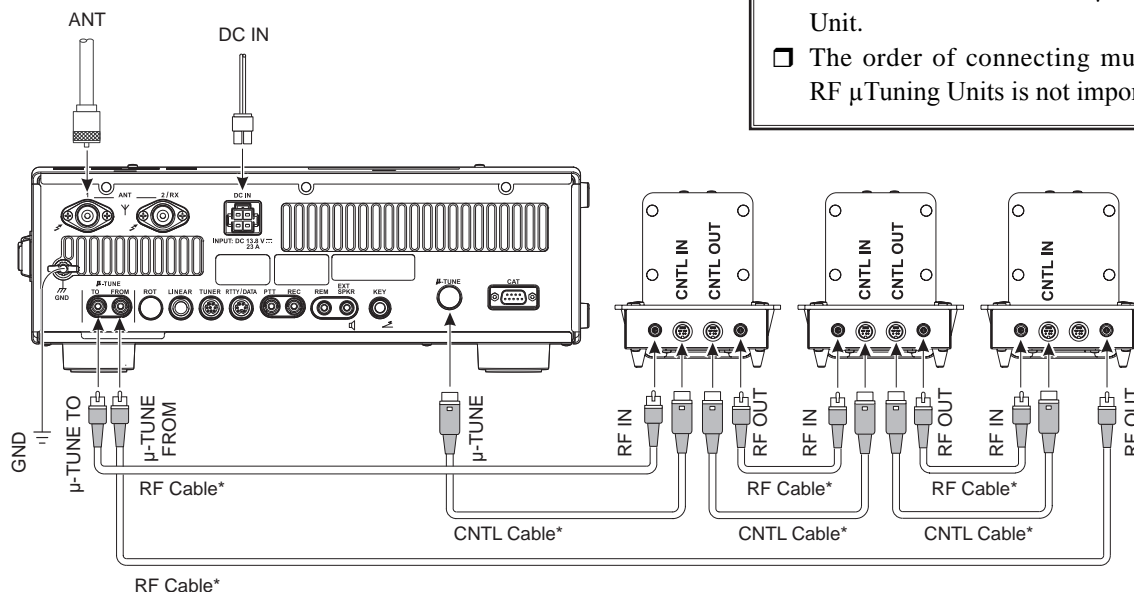 Unit.
❒ The order of connecting mu
RF µTuning Units is not impor
ANT
DC IN
1 ANT 2 / RX
DC IN
INPUT: DC 13.8 V
23 A
GND
µ-TUNE
TO FROM
ROT LINEAR TUNER RTTY/DATA PTT REC REM EXT SPKR KEY
µ-TUNE
CAT
CNTL IN
CNTL OUT
CNTL IN
CNTL OUT
CNTL IN
GND
µ-TUNE TO
µ-TUNE
FROM
µ-TUNE
RF IN
RF OUT
RF IN
RF OUT
RF IN
RF OUT
RF Cable*
RF Cable*
RF Cable*
CNTL Cable*
CNTL Cable*
CNTL Cable*
RF Cable*